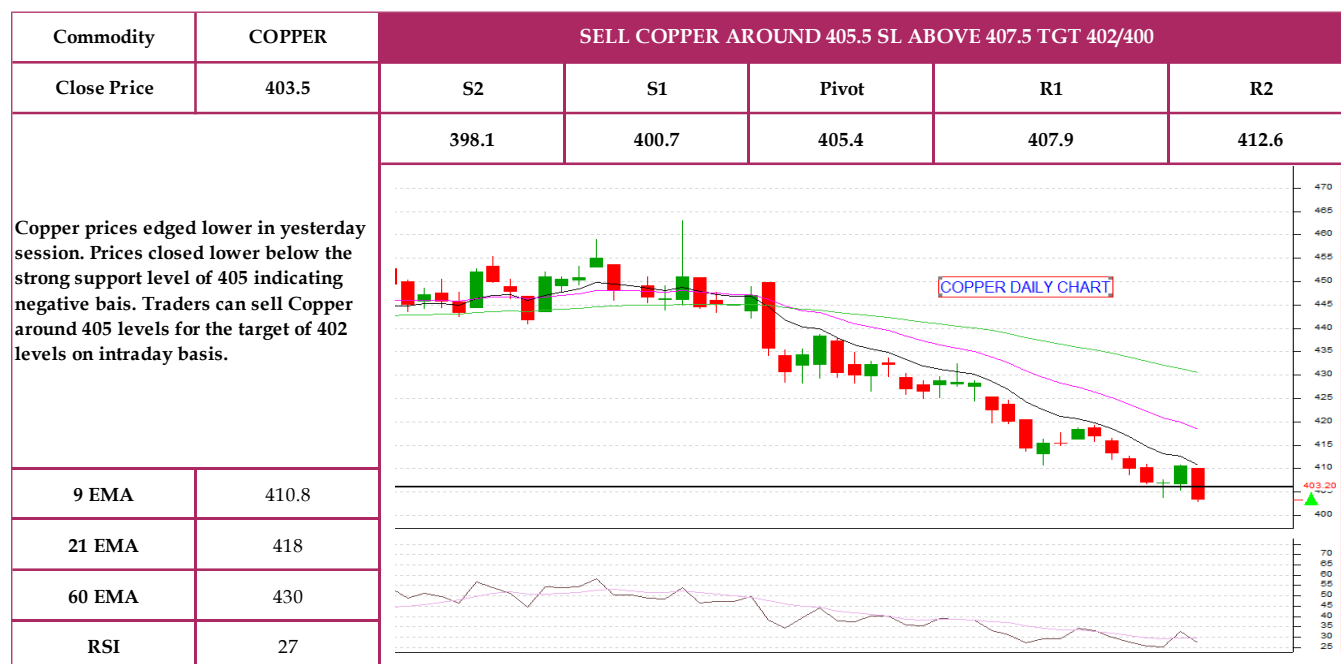 Commodity
COPPER
SELL COPPER AROUND 405.5 SL ABOVE 407.5 TGT 402/400
Close Price
403.5
S2
S1
Pivot
R1
R2
398.1
400.7
405.4
407.9
412.6
Copper prices edged lower in yesterday
session. Prices closed lower below the
strong support level of 405 indicating
negative bais. Traders can sell Copper
around 405 levels for the target of 402
levels on intraday basis.
COPPER DAILY CHART
470
465
460
455
450
445
440
435
430
425
420
415
410
403.20
405
400
9 EMA
410.8
21 EMA
418
60 EMA
430
RSI
27
70
65
60
55
50
45
40
35
30
25